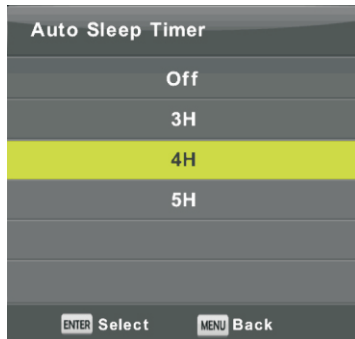 Auto Sleep Timer
Off
3H
4H
5H
ENTER Select MENU Back